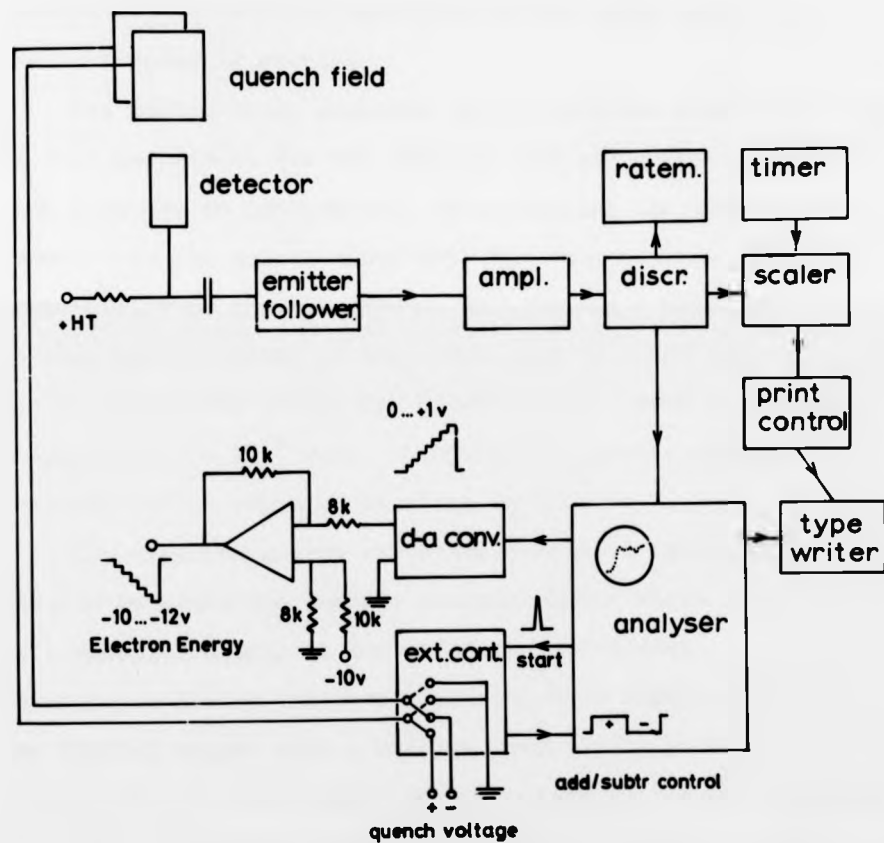 quench field
detector
ratem.
timer
+HT
emitter
follower
ampl.
discr.
scaler
print
control
0...+1v
10k
8k
d-a conv.
type
writer
8k
10k
-10...-12v
Electron Energy
-10v
analyser
start
ext.cont.
+ -
add/subtr control
+ -
quench voltage